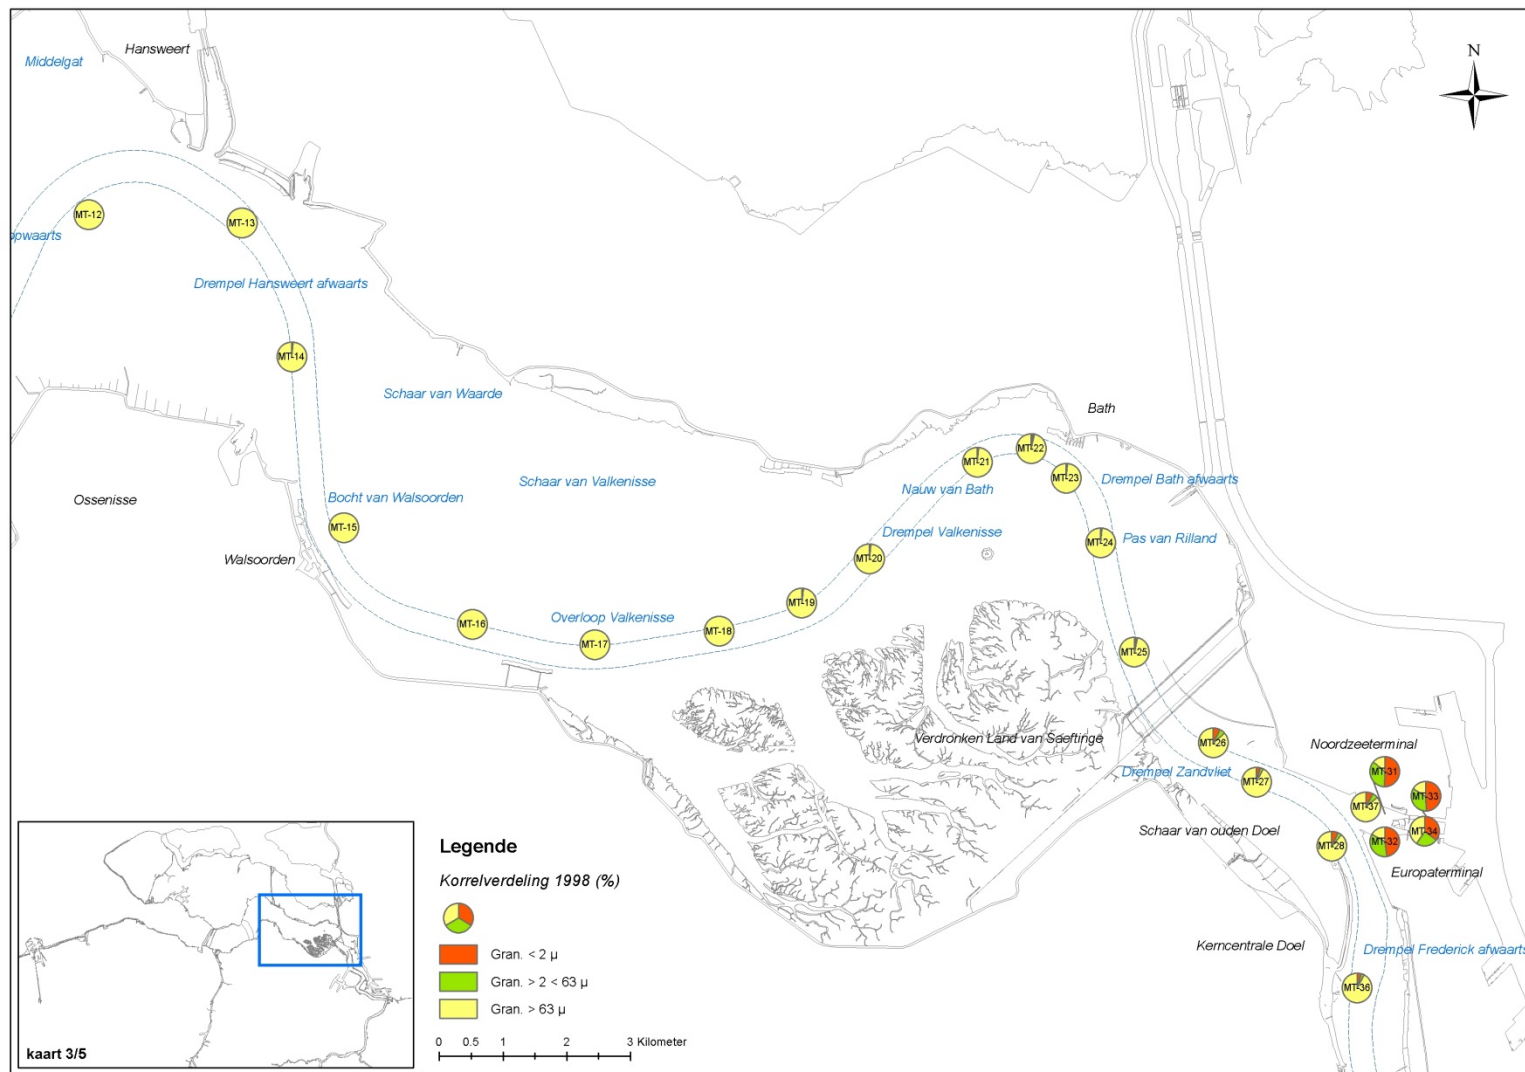 Hansweert
Middelgat
N
MT-12
MT-13
opwaarts
Drempel Hansweert afwaarts
MT-14
Schaar van Waarde
Bath
MT-22
MT-21
MT-23
Drempel Bath afwaarts
Schaar van Valkenisse
Nauw van Bath
Ossenisse
Bocht van Walsoorden
MT-15
Drempel Valkenisse
MT-24
Pas van Rilland
Walsoorden
MT-20
MT-19
Overloop Valkenisse
MT-16
MT-18
MT-17
MT-25
Verdronken Land van Saeftinge
MT-26
Noordzeeterminal
Drempel Zandvliet
MT-31
MT-27
MT-33
MT-37
Schaar van ouden Doel
MT-34
MT-28
MT-32
Europaterminal
Kerncentrale Doel
Drempel Frederick afwaarts
MT-36
Legende
Korrelverdeling 1998 (%)
Gran. < 2 µ
Gran. > 2 < 63 µ
Gran. > 63 µ
0 0.5 1 2 3 Kilometer
kaart 3/5